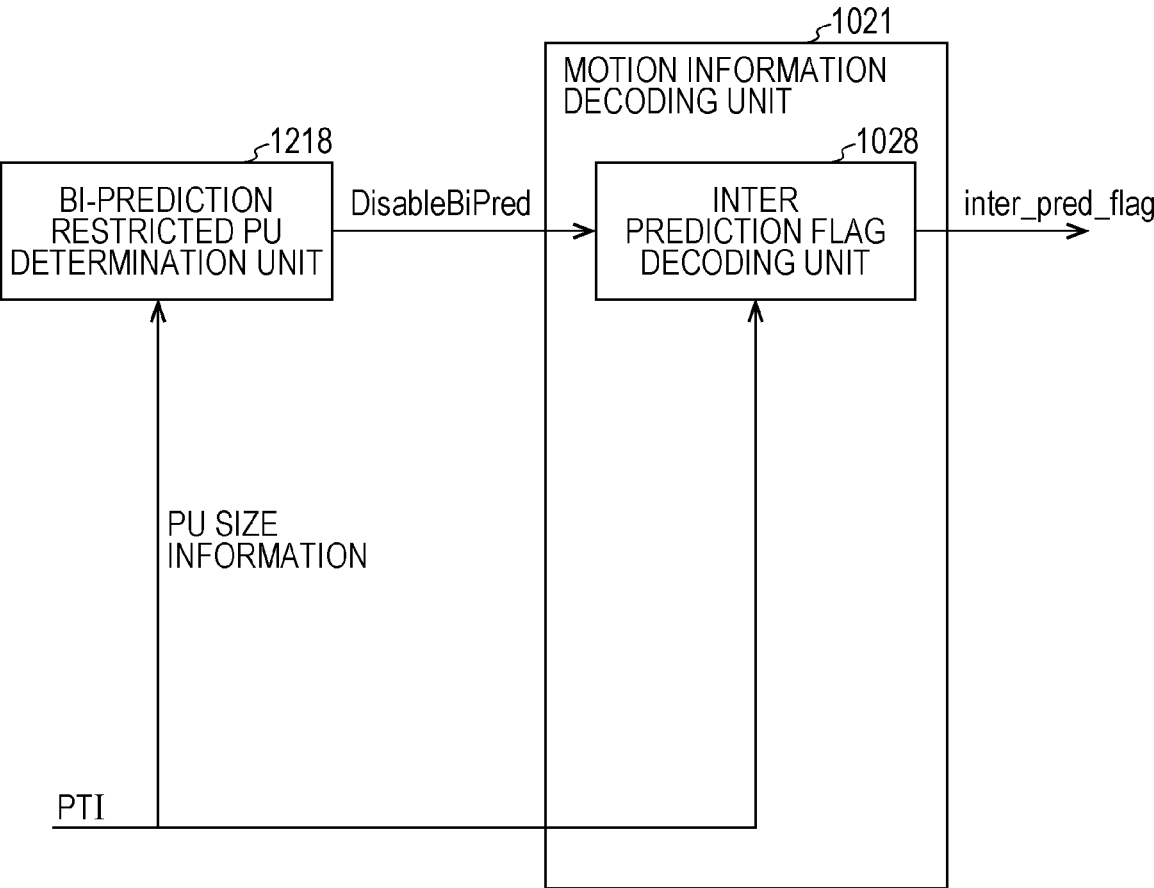 1021
MOTION INFORMATION
DECODING UNIT
1218
1028
BI-PREDICTION
RESTRICTED PU
DETERMINATION UNIT
DisableBiPred
INTER
PREDICTION FLAG
DECODING UNIT
inter_pred_flag
PU SIZE
INFORMATION
PTI